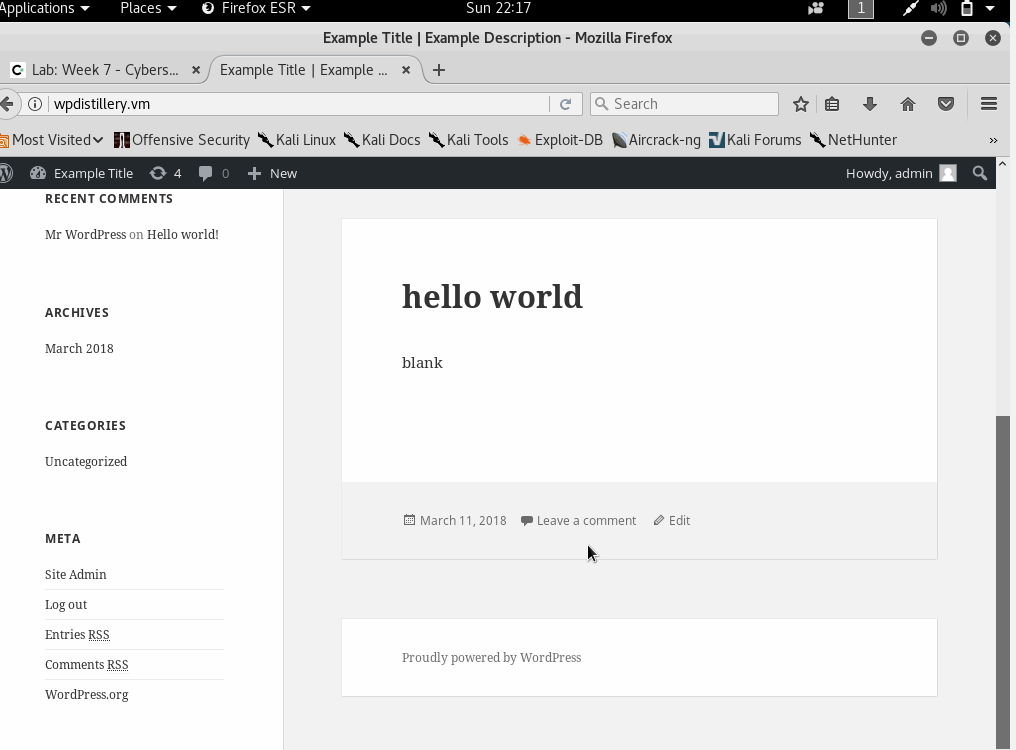 Applications Places Firefox ESR Sun 22:17 1
Example Title | Example Description - Mozilla Firefox
Lab: Week 7 - Cybers... Example Title | Example ...
wpdistillery.vm Search
Most Visited Offensive Security Kali Linux Kali Docs Kali Tools Exploit-DB Aircrack-ng Kali Forums NetHunter »
Example Title 4 0 New Howdy, admin
RECENT COMMENTS
Mr WordPress on Hello world!
ARCHIVES
March 2018
CATEGORIES
Uncategorized
META
Site Admin
Log out
Entries RSS
Comments RSS
WordPress.org
hello world
blank
March 11, 2018 Leave a comment Edit
Proudly powered by WordPress